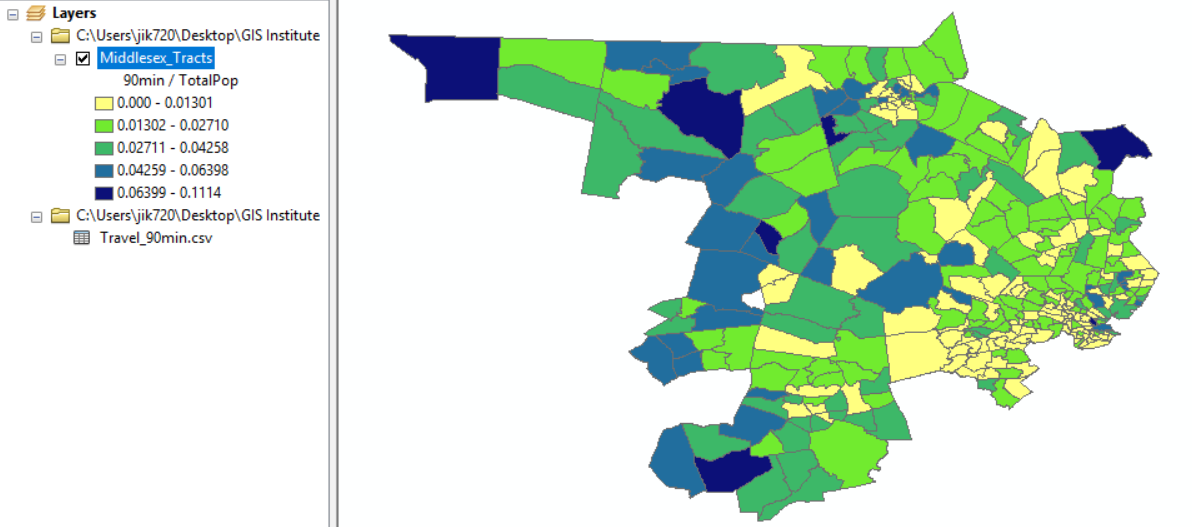 Layers
C:\Users\jik720\Desktop\GIS Institute
Middlesex_Tracts
90min / TotalPop
0.000 - 0.01301
0.01302 - 0.02710
0.02711 - 0.04258
0.04259 - 0.06398
0.06399 - 0.1114
C:\Users\jik720\Desktop\GIS Institute
Travel_90min.csv